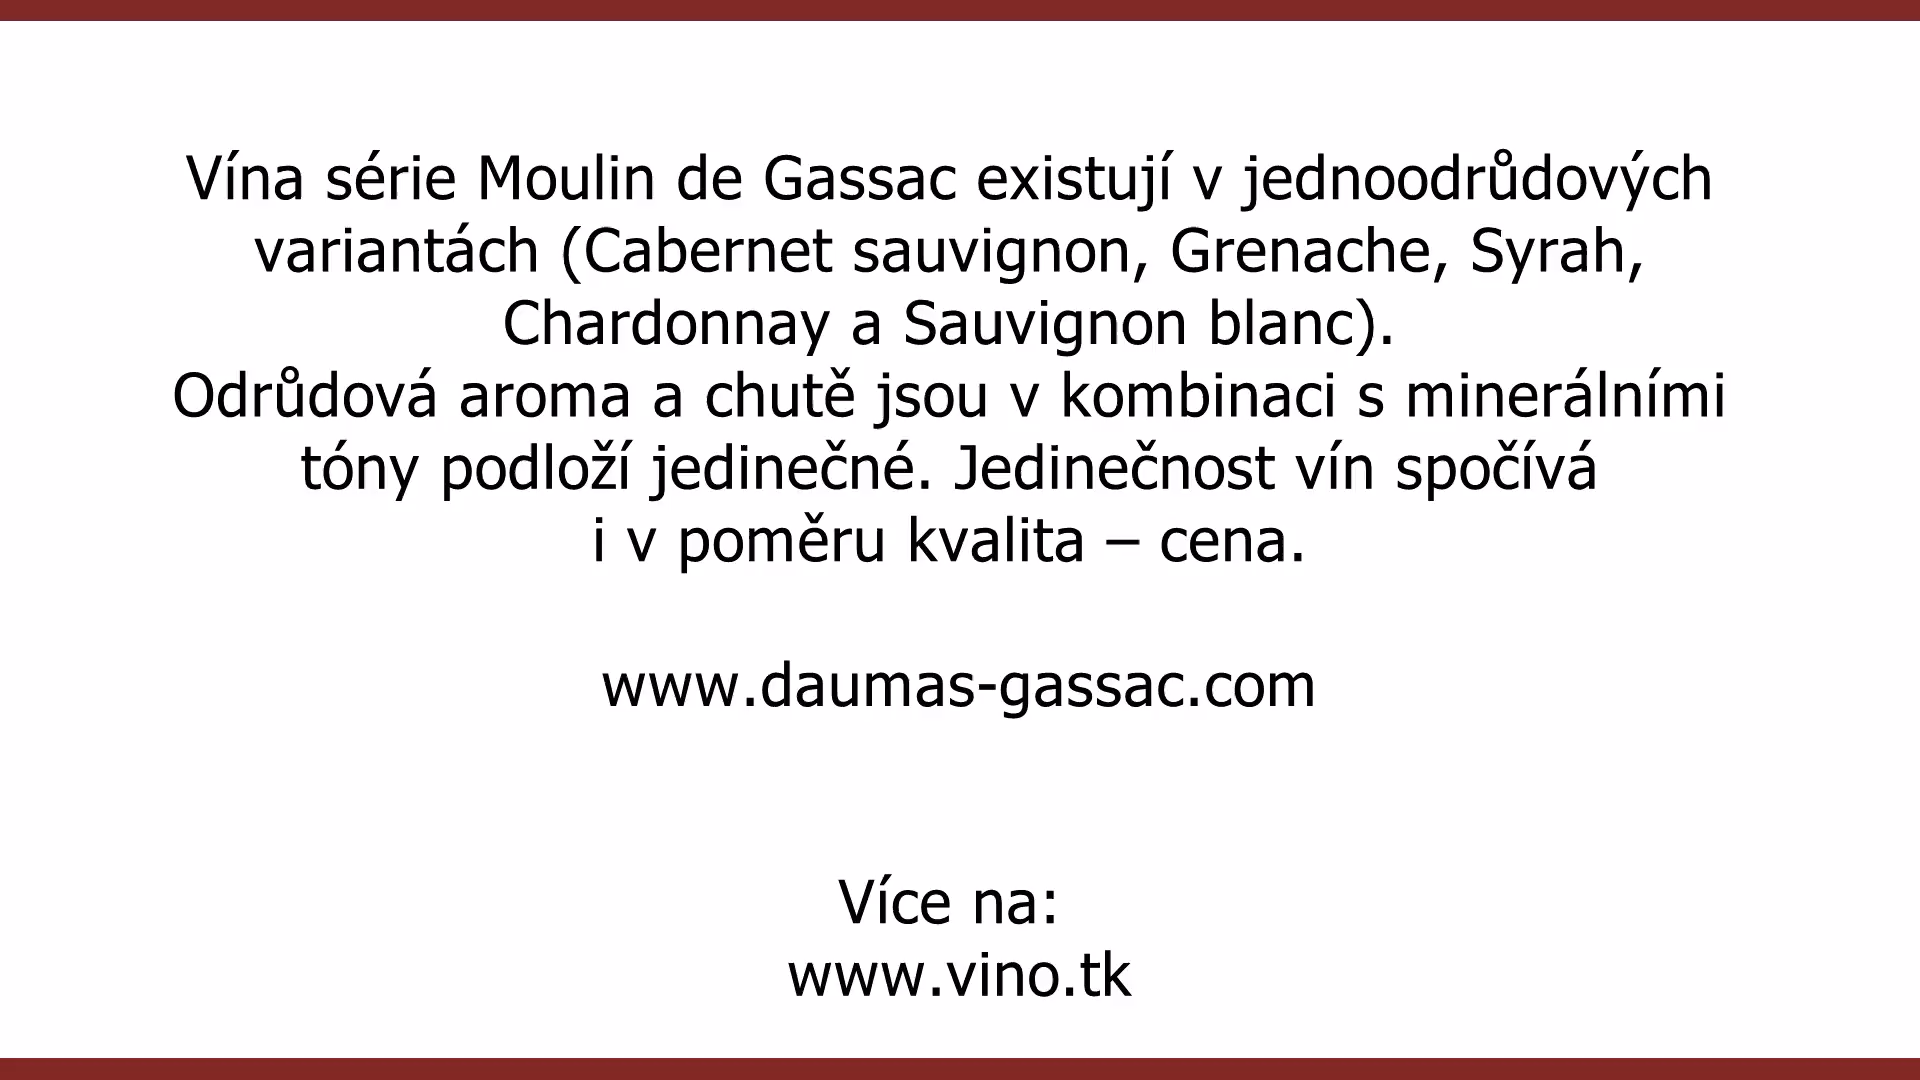 Vína série Moulin de Gassac existují v jednoodrůdových
variantách (Cabernet sauvignon, Grenache, Syrah,
Chardonnay a Sauvignon blanc).
Odrůdová aroma a chutě jsou v kombinaci s minerálními
tóny podloží jedinečné. Jedinečnost vín spočívá
i v poměru kvalita – cena.
www.daumas-gassac.com
Více na:
www.vino.tk